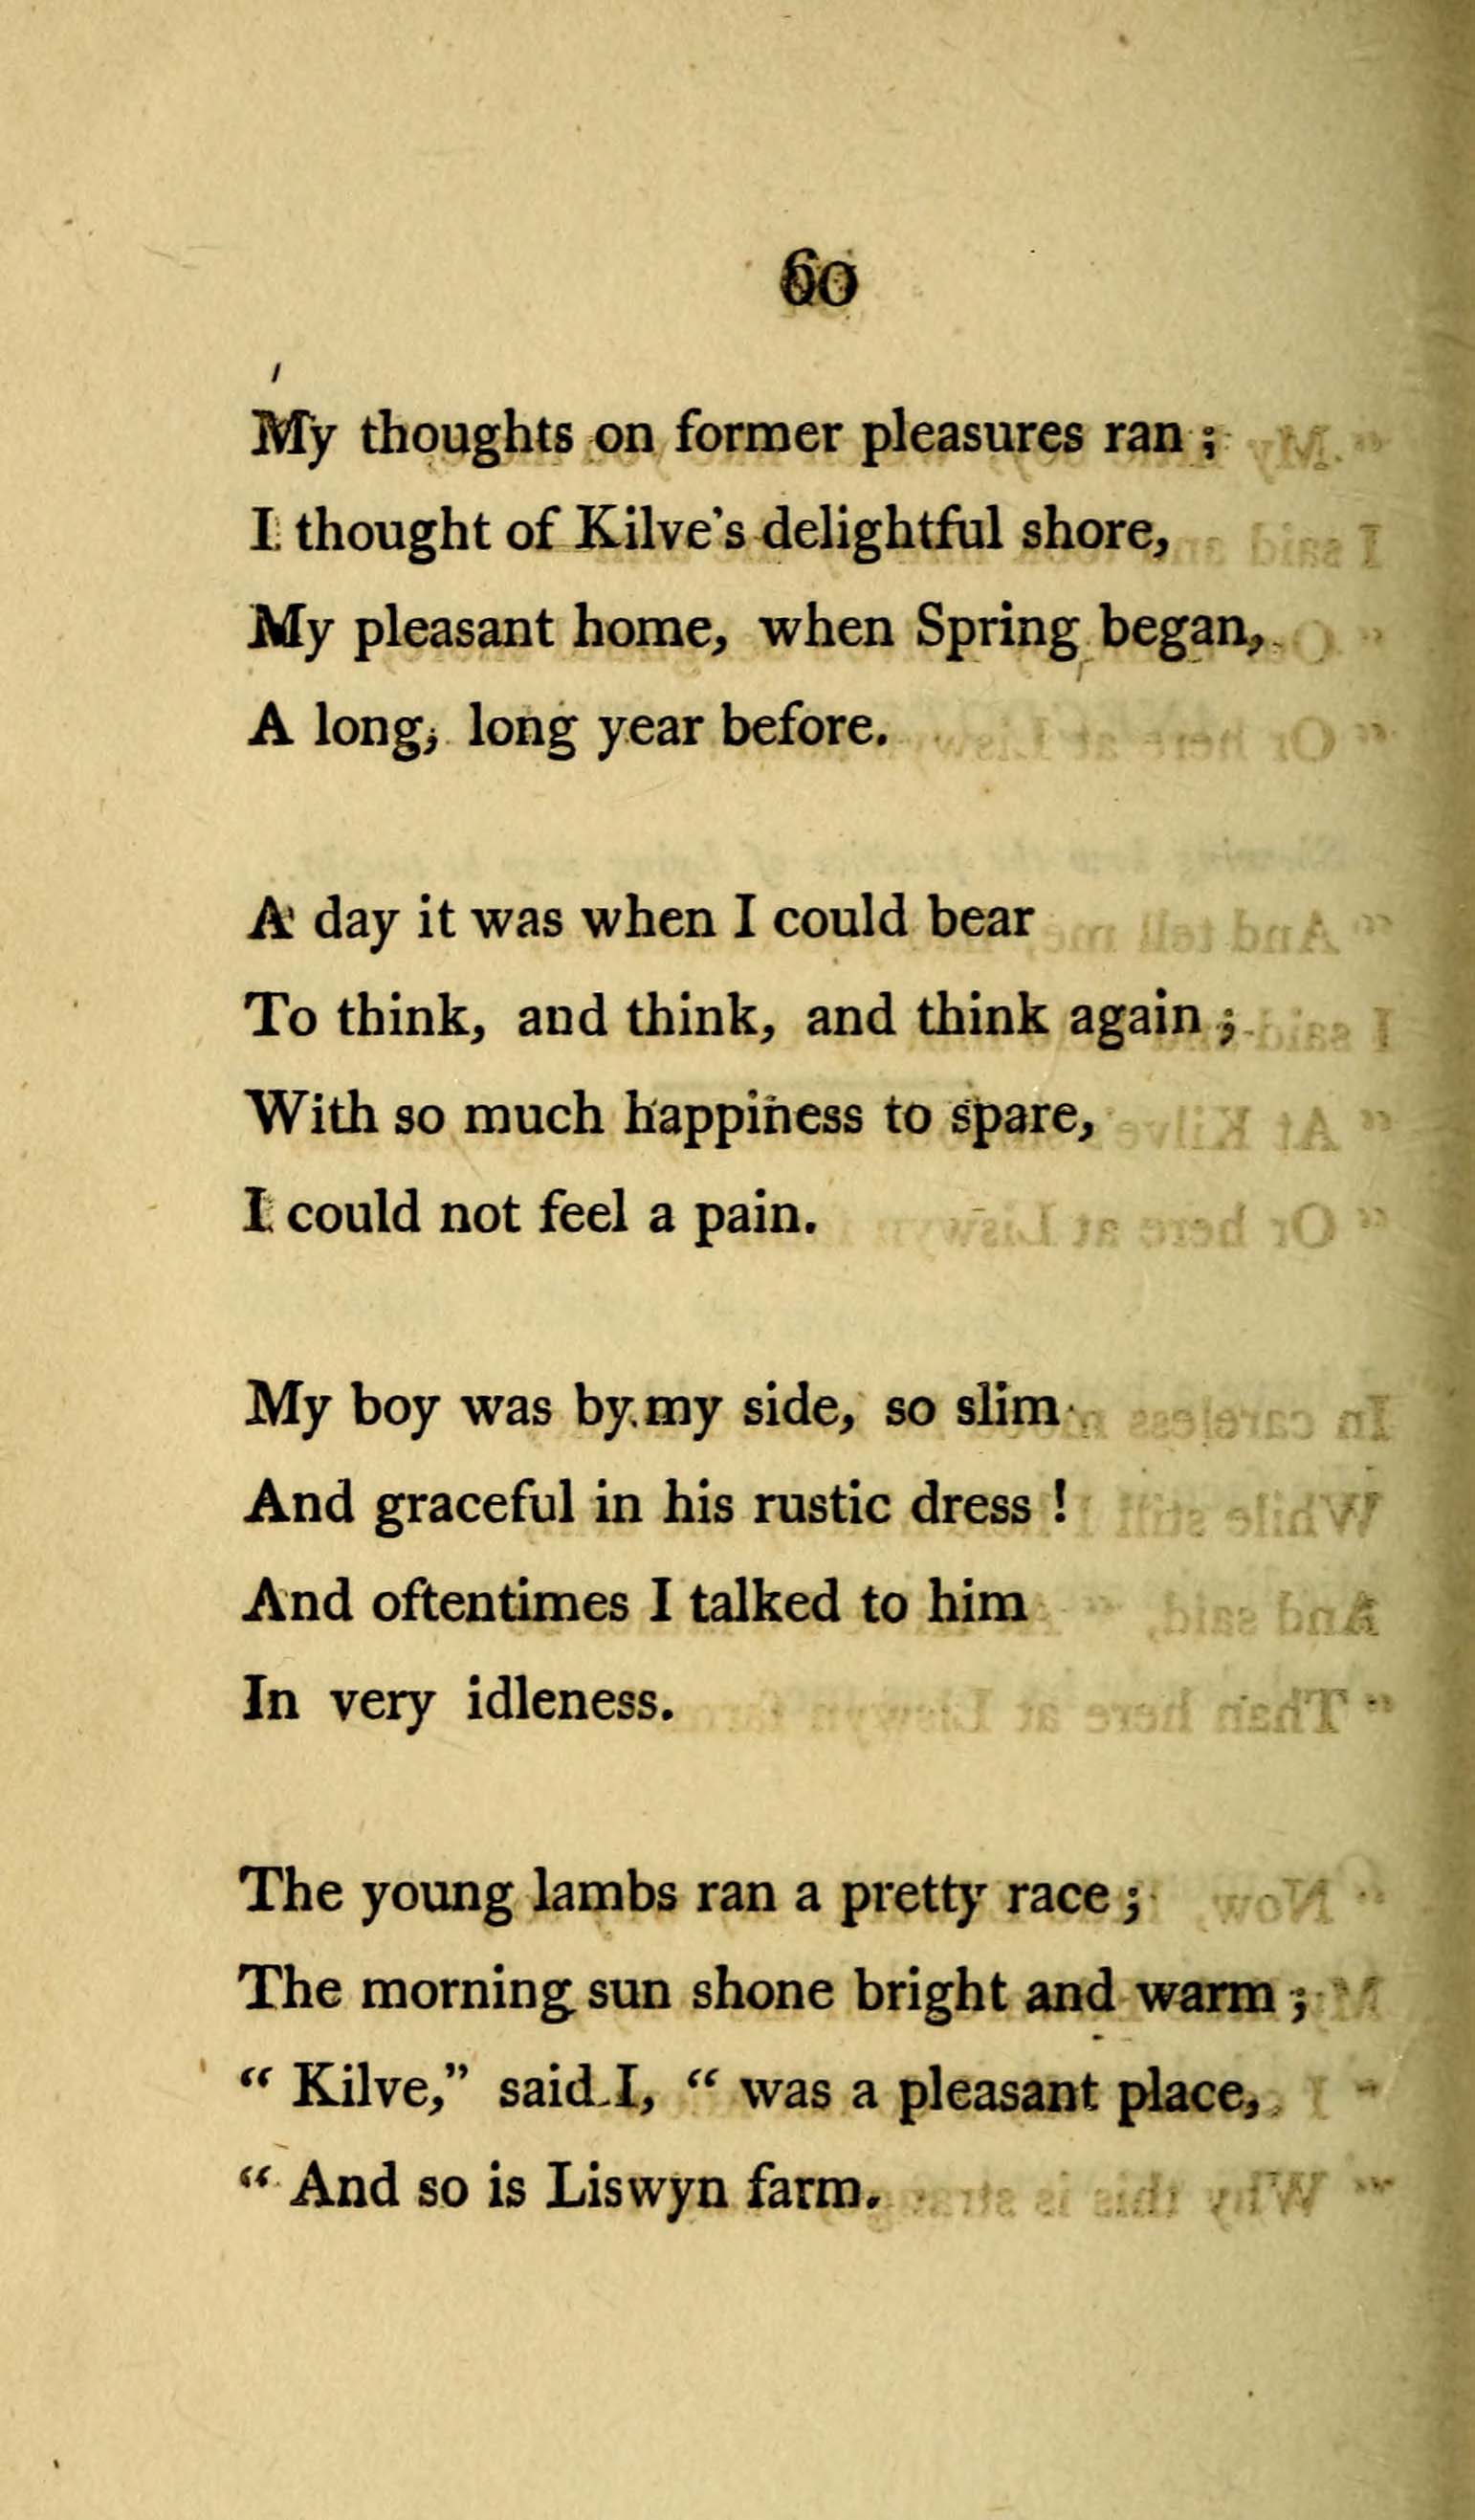 60
My thoughts on former pleasures ran ;
I thought of Kilve's delightful shore,
My pleasant home, when Spring began,
A long, long year before.
A day it was when I could bear
To think, and think, and think again ;
With so much happiness to spare,
I could not feel a pain.
My boy was by my side, so slim
And graceful in his rustic dress !
And oftentimes I talked to him
In very idleness.
The young lambs ran a pretty race ;
The morning sun shone bright and warm ;
“ Kilve,” said I, “ was a pleasant place,
“ And so is Liswyn farm.